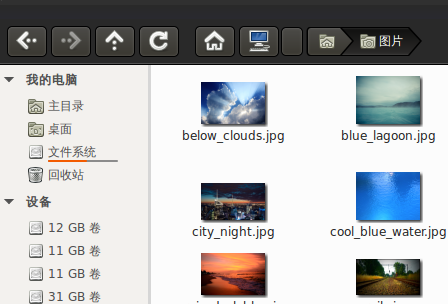 图片
我的电脑
主目录
桌面
文件系统
回收站
设备
12 GB 卷
11 GB 卷
11 GB 卷
31 GB 卷
below_clouds.jpg
blue_lagoon.jpg
city_night.jpg
cool_blue_water.jpg